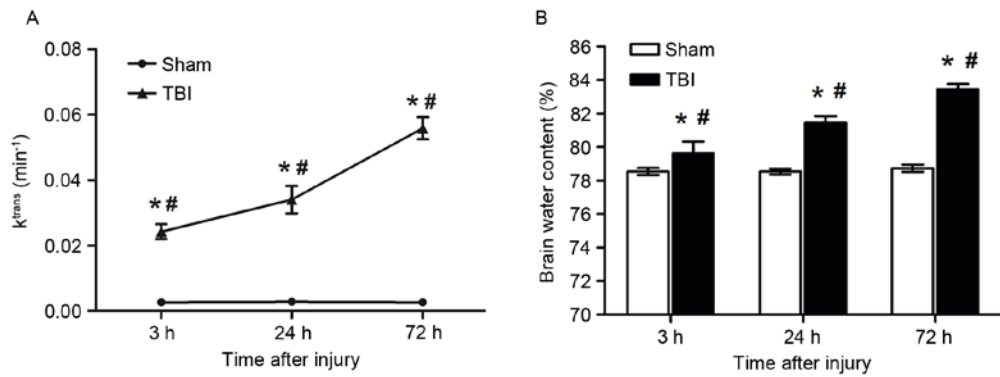 A
0.08
0.06
0.04
0.02
0.00
kᵗʳᵃⁿˢ (min⁻¹)
Sham
TBI
*#
*#
*#
3 h
24 h
72 h
Time after injury
B
86
84
82
80
78
76
74
72
70
Brain water content (%)
Sham
TBI
* #
* #
* #
3 h
24 h
72 h
Time after injury